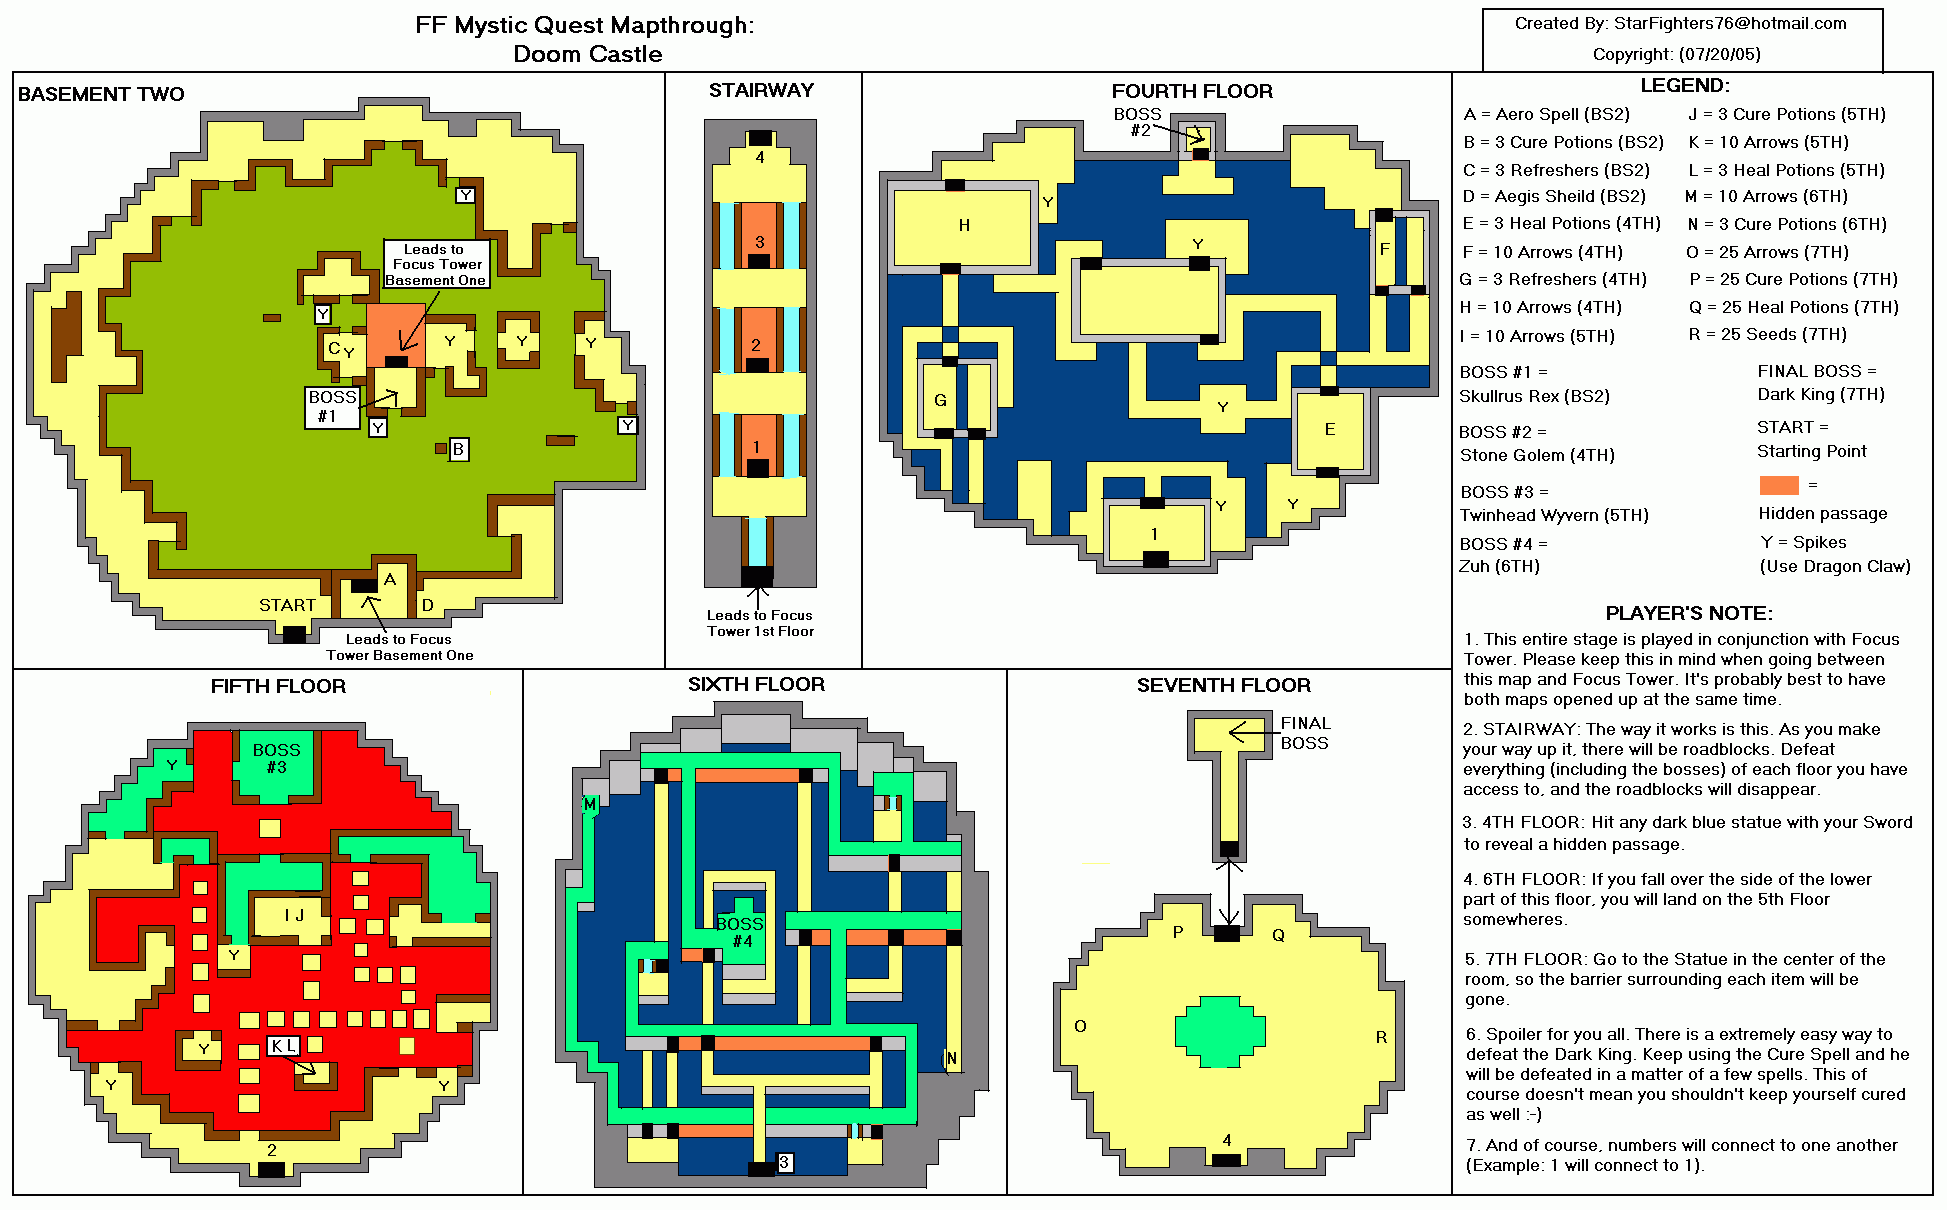 FF Mystic Quest Mapthrough:
Doom Castle
Created By: StarFighters76@hotmail.com
Copyright: (07/20/05)
BASEMENT TWO
Y
Leads to
Focus Tower
Basement One
Y
C Y
Y
Y
Y
BOSS
#1
Y
Y
B
A
START
D
Leads to Focus
Tower Basement One
STAIRWAY
4
3
2
1
Leads to Focus
Tower 1st Floor
FOURTH FLOOR
BOSS
#2
Y
H
Y
F
G
Y
E
Y
Y
1
LEGEND:
A = Aero Spell (BS2)
B = 3 Cure Potions (BS2)
C = 3 Refreshers (BS2)
D = Aegis Sheild (BS2)
E = 3 Heal Potions (4TH)
F = 10 Arrows (4TH)
G = 3 Refreshers (4TH)
H = 10 Arrows (4TH)
I = 10 Arrows (5TH)
J = 3 Cure Potions (5TH)
K = 10 Arrows (5TH)
L = 3 Heal Potions (5TH)
M = 10 Arrows (6TH)
N = 3 Cure Potions (6TH)
O = 25 Arrows (7TH)
P = 25 Cure Potions (7TH)
Q = 25 Heal Potions (7TH)
R = 25 Seeds (7TH)
BOSS #1 =
Skullrus Rex (BS2)
BOSS #2 =
Stone Golem (4TH)
BOSS #3 =
Twinhead Wyvern (5TH)
BOSS #4 =
Zuh (6TH)
FINAL BOSS =
Dark King (7TH)
START =
Starting Point
=
Hidden passage
Y = Spikes
(Use Dragon Claw)
PLAYER'S NOTE:
1. This entire stage is played in conjunction with Focus
Tower. Please keep this in mind when going between
this map and Focus Tower. It's probably best to have
both maps opened up at the same time.
2. STAIRWAY: The way it works is this. As you make
your way up it, there will be roadblocks. Defeat
everything (including the bosses) of each floor you have
access to, and the roadblocks will disappear.
3. 4TH FLOOR: Hit any dark blue statue with your Sword
to reveal a hidden passage.
4. 6TH FLOOR: If you fall over the side of the lower
part of this floor, you will land on the 5th Floor
somewheres.
5. 7TH FLOOR: Go to the Statue in the center of the
room, so the barrier surrounding each item will be
gone.
6. Spoiler for you all. There is a extremely easy way to
defeat the Dark King. Keep using the Cure Spell and he
will be defeated in a matter of a few spells. This of
course doesn't mean you shouldn't keep yourself cured
as well :-)
7. And of course, numbers will connect to one another
(Example: 1 will connect to 1).
FIFTH FLOOR
BOSS
#3
Y
I J
Y
Y
K L
Y
Y
2
SIXTH FLOOR
M
BOSS
#4
N
3
SEVENTH FLOOR
FINAL
BOSS
P
Q
O
R
4